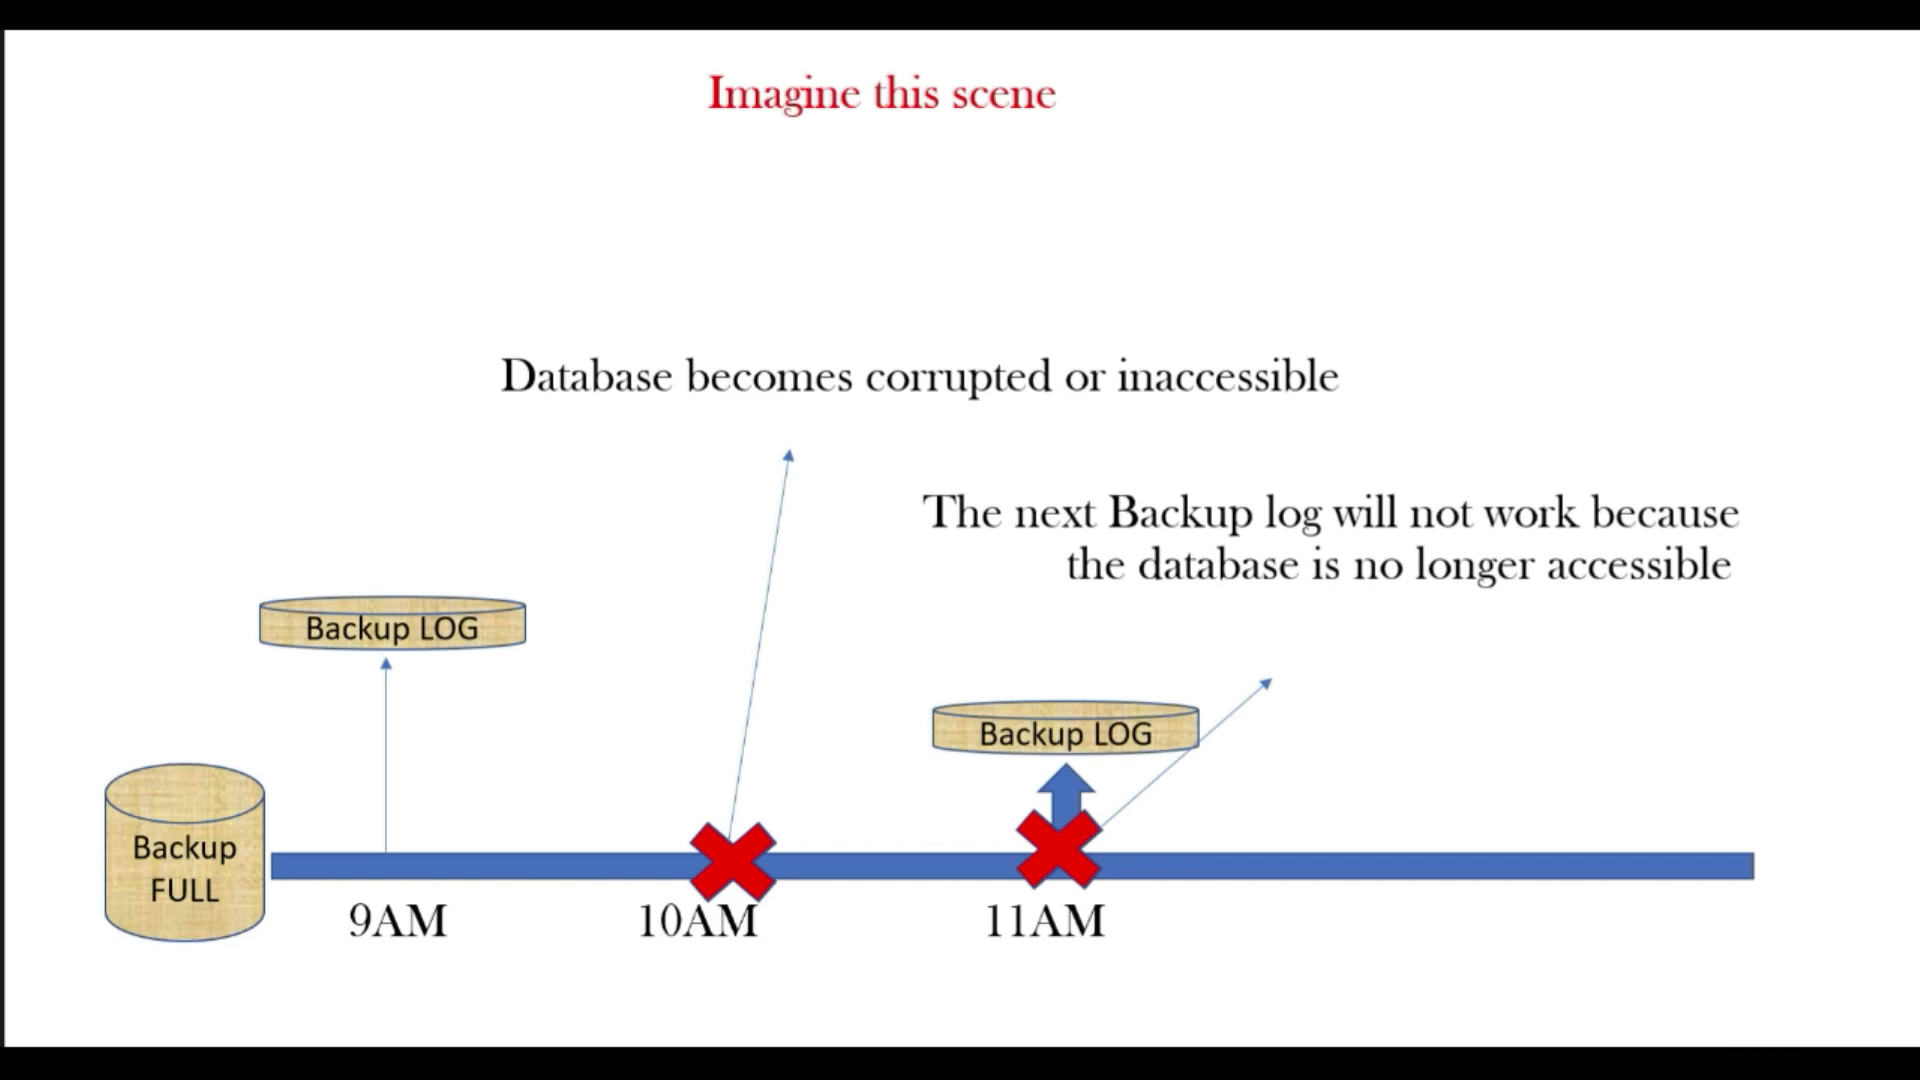 Imagine this scene
Database becomes corrupted or inaccessible
The next Backup log will not work because
the database is no longer accessible
Backup LOG
Backup LOG
Backup
FULL
9AM
10AM
11AM